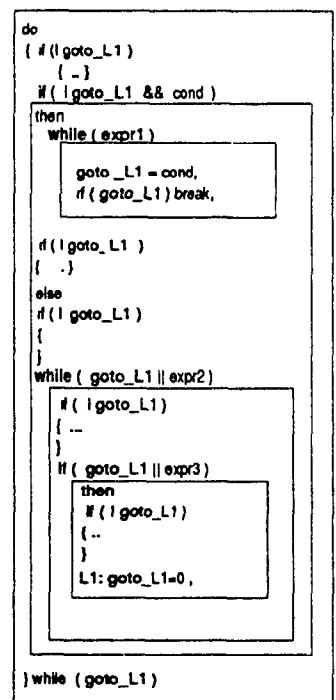 do
{ if (! goto_L1 )
{ .. }
if ( ! goto_L1 && cond )
then
while ( expr1 )
goto _L1 = cond,
if ( goto_L1 ) break,
if ( ! goto_L1 )
{ .}
else
if ( ! goto_L1 )
{
}
while ( goto_L1 || expr2)
if ( ! goto_L1 )
{ ...
}
If ( goto_L1 || expr3 )
then
if ( ! goto_L1 )
{ ..
}
L1: goto_L1=0 ,
} while ( goto_L1 )